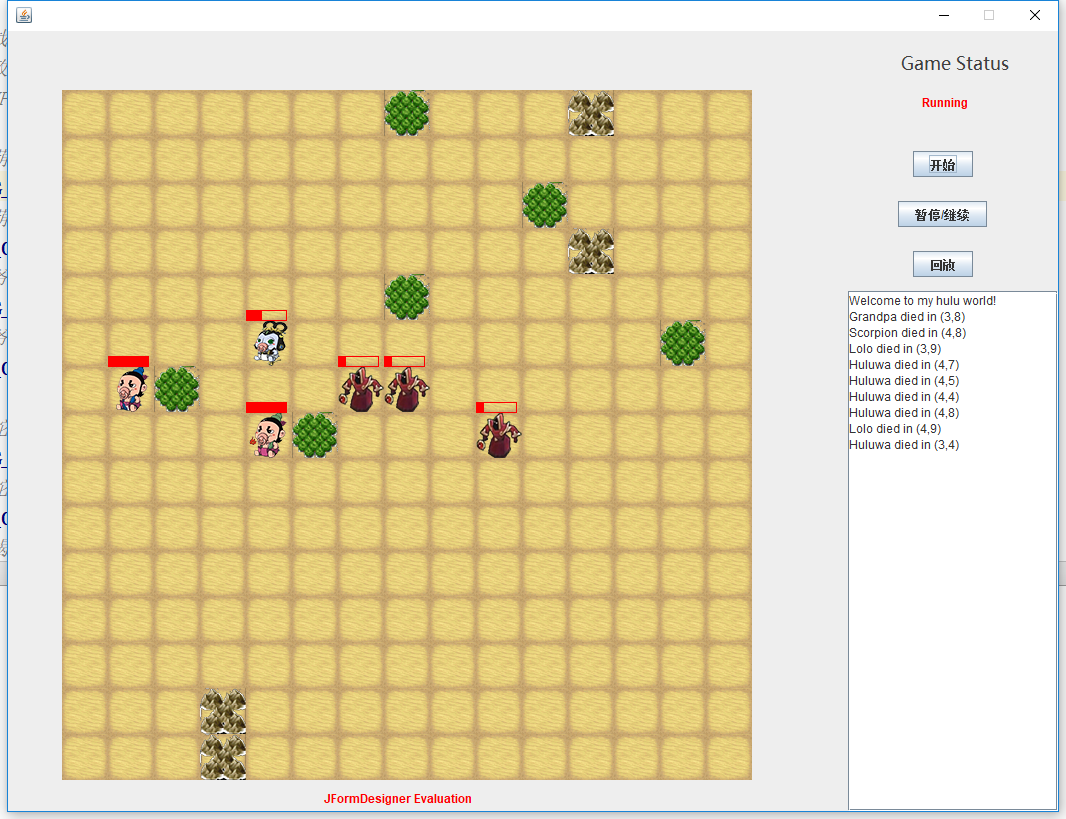 Game Status
Running
开始
暂停/继续
回放
Welcome to my hulu world!
Grandpa died in (3,8)
Scorpion died in (4,8)
Lolo died in (3,9)
Huluwa died in (4,7)
Huluwa died in (4,5)
Huluwa died in (4,4)
Huluwa died in (4,8)
Lolo died in (4,9)
Huluwa died in (3,4)
JFormDesigner Evaluation